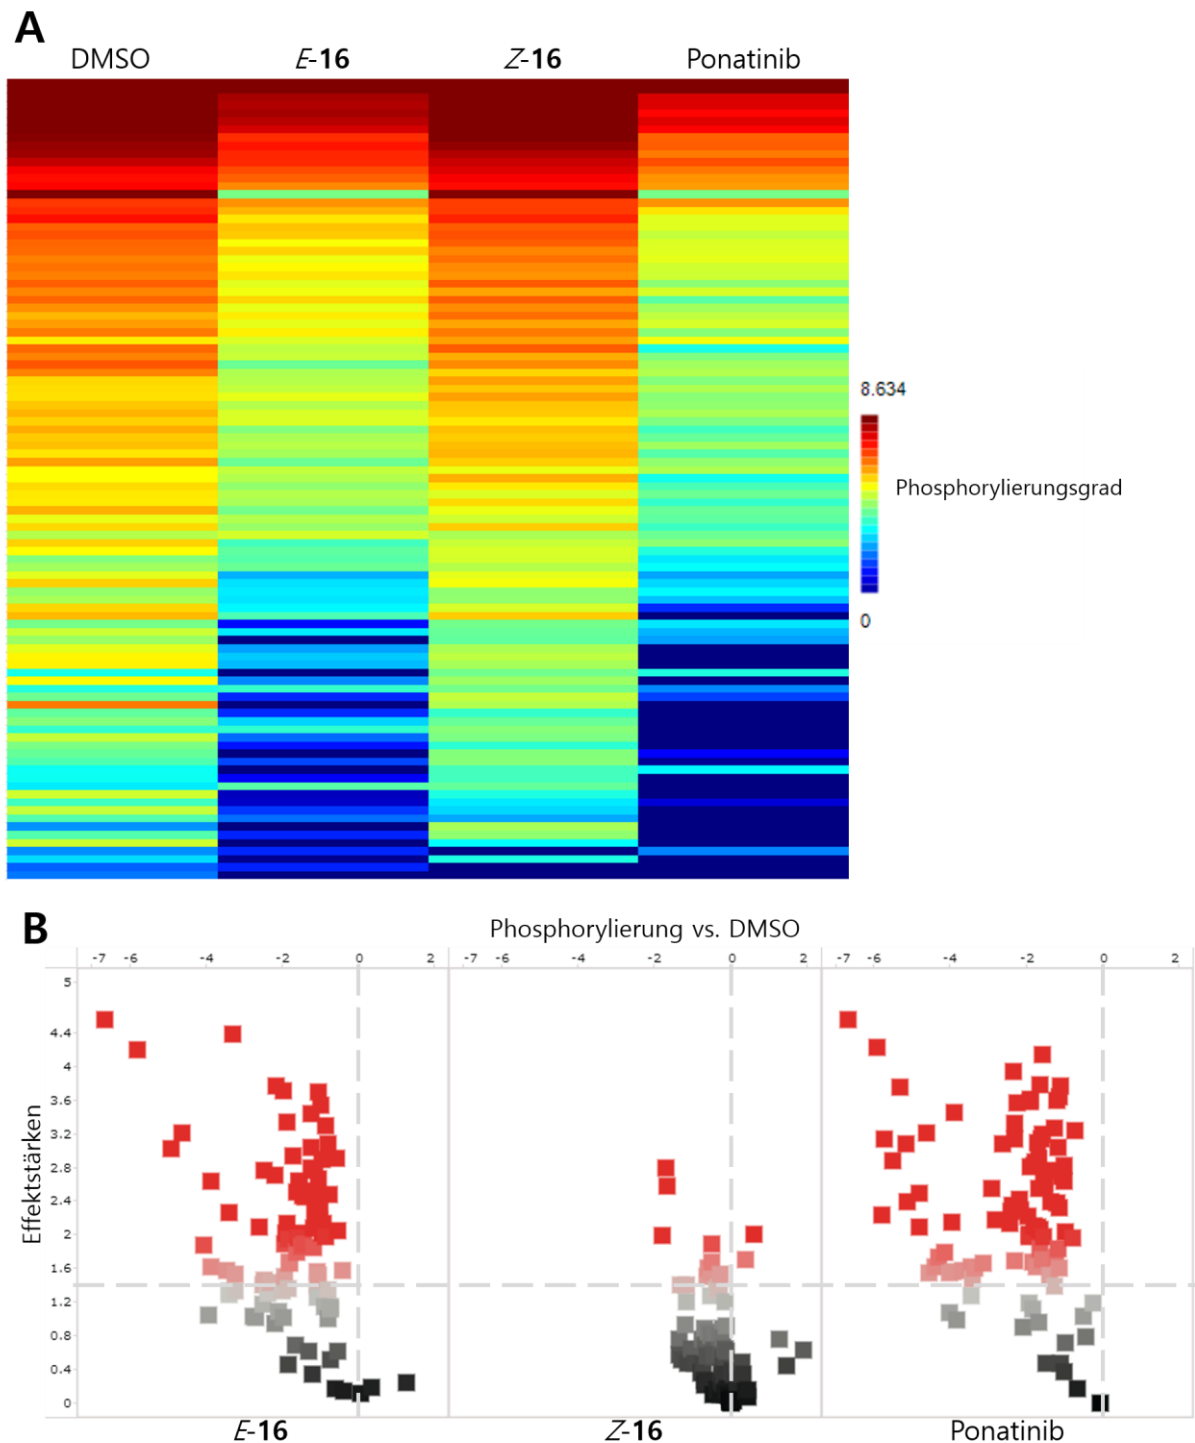 A
DMSO E-16 Z-16 Ponatinib
8.634
Phosphorylierungsgrad
0
B
Phosphorylierung vs. DMSO
-7 -6 -4 -2 0 2 -7 -6 -4 -2 0 2 -7 -6 -4 -2 0 2
5
4.4
4
3.6
3.2
2.8
2.4
2
1.6
1.2
0.8
0.4
0
Effektstärken
E-16 Z-16 Ponatinib